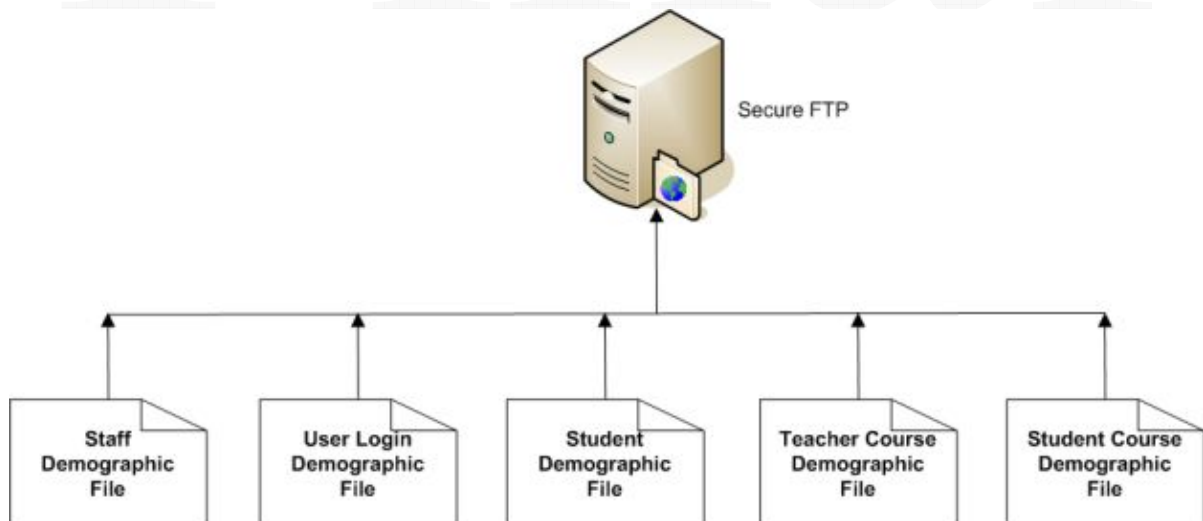 Secure FTP
Staff
Demographic
File
User Login
Demographic
File
Student
Demographic
File
Teacher Course
Demographic
File
Student Course
Demographic
File